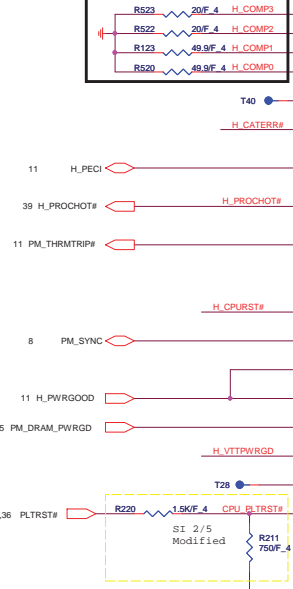 R523 20/F_4 H_COMP3
R522 20/F_4 H_COMP2
R123 49.9/F_4 H_COMP1
R520 49.9/F_4 H_COMP0
T40
H_CATERR#
11 H_PECI
39 H_PROCHOT# H_PROCHOT#
11 PM_THRMTRIP#
H_CPURST#
8 PM_SYNC
11 H_PWRGOOD
5 PM_DRAM_PWRGD
H_VTTPWRGD
T28
,36 PLTRST# R220 1.5K/F_4 CPU_PLTRST#
SI 2/5
Modified
R211
750/F_4